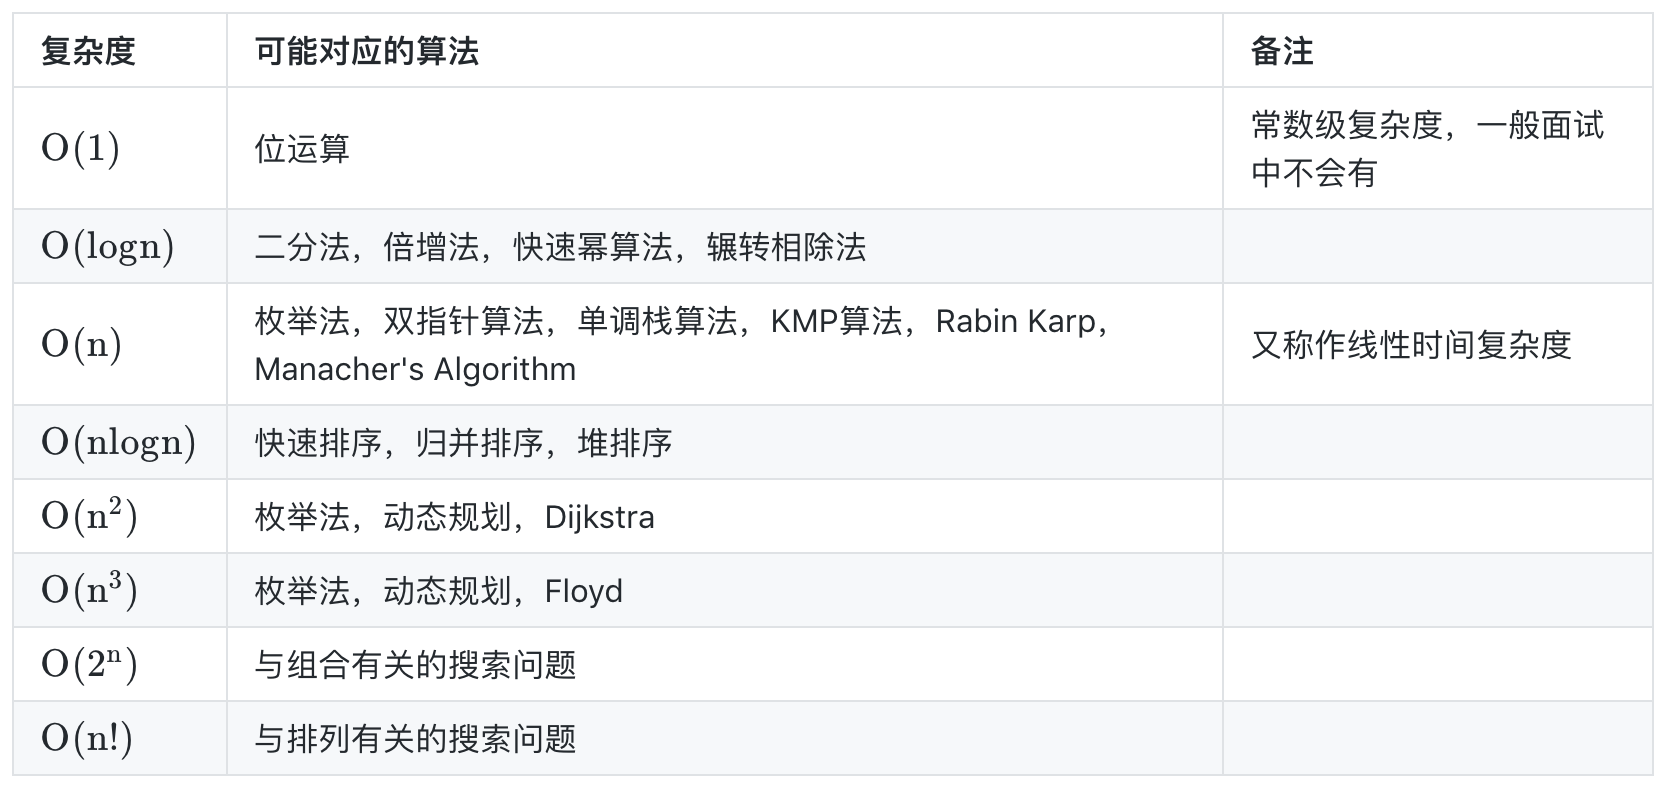 复杂度 可能对应的算法 备注
O(1) 位运算 常数级复杂度，一般面试
中不会有
O(logn) 二分法，倍增法，快速幂算法，辗转相除法
O(n) 枚举法，双指针算法，单调栈算法，KMP算法，Rabin Karp，
Manacher's Algorithm 又称作线性时间复杂度
O(nlogn) 快速排序，归并排序，堆排序
O(n²) 枚举法，动态规划，Dijkstra
O(n³) 枚举法，动态规划，Floyd
O(2ⁿ) 与组合有关的搜索问题
O(n!) 与排列有关的搜索问题